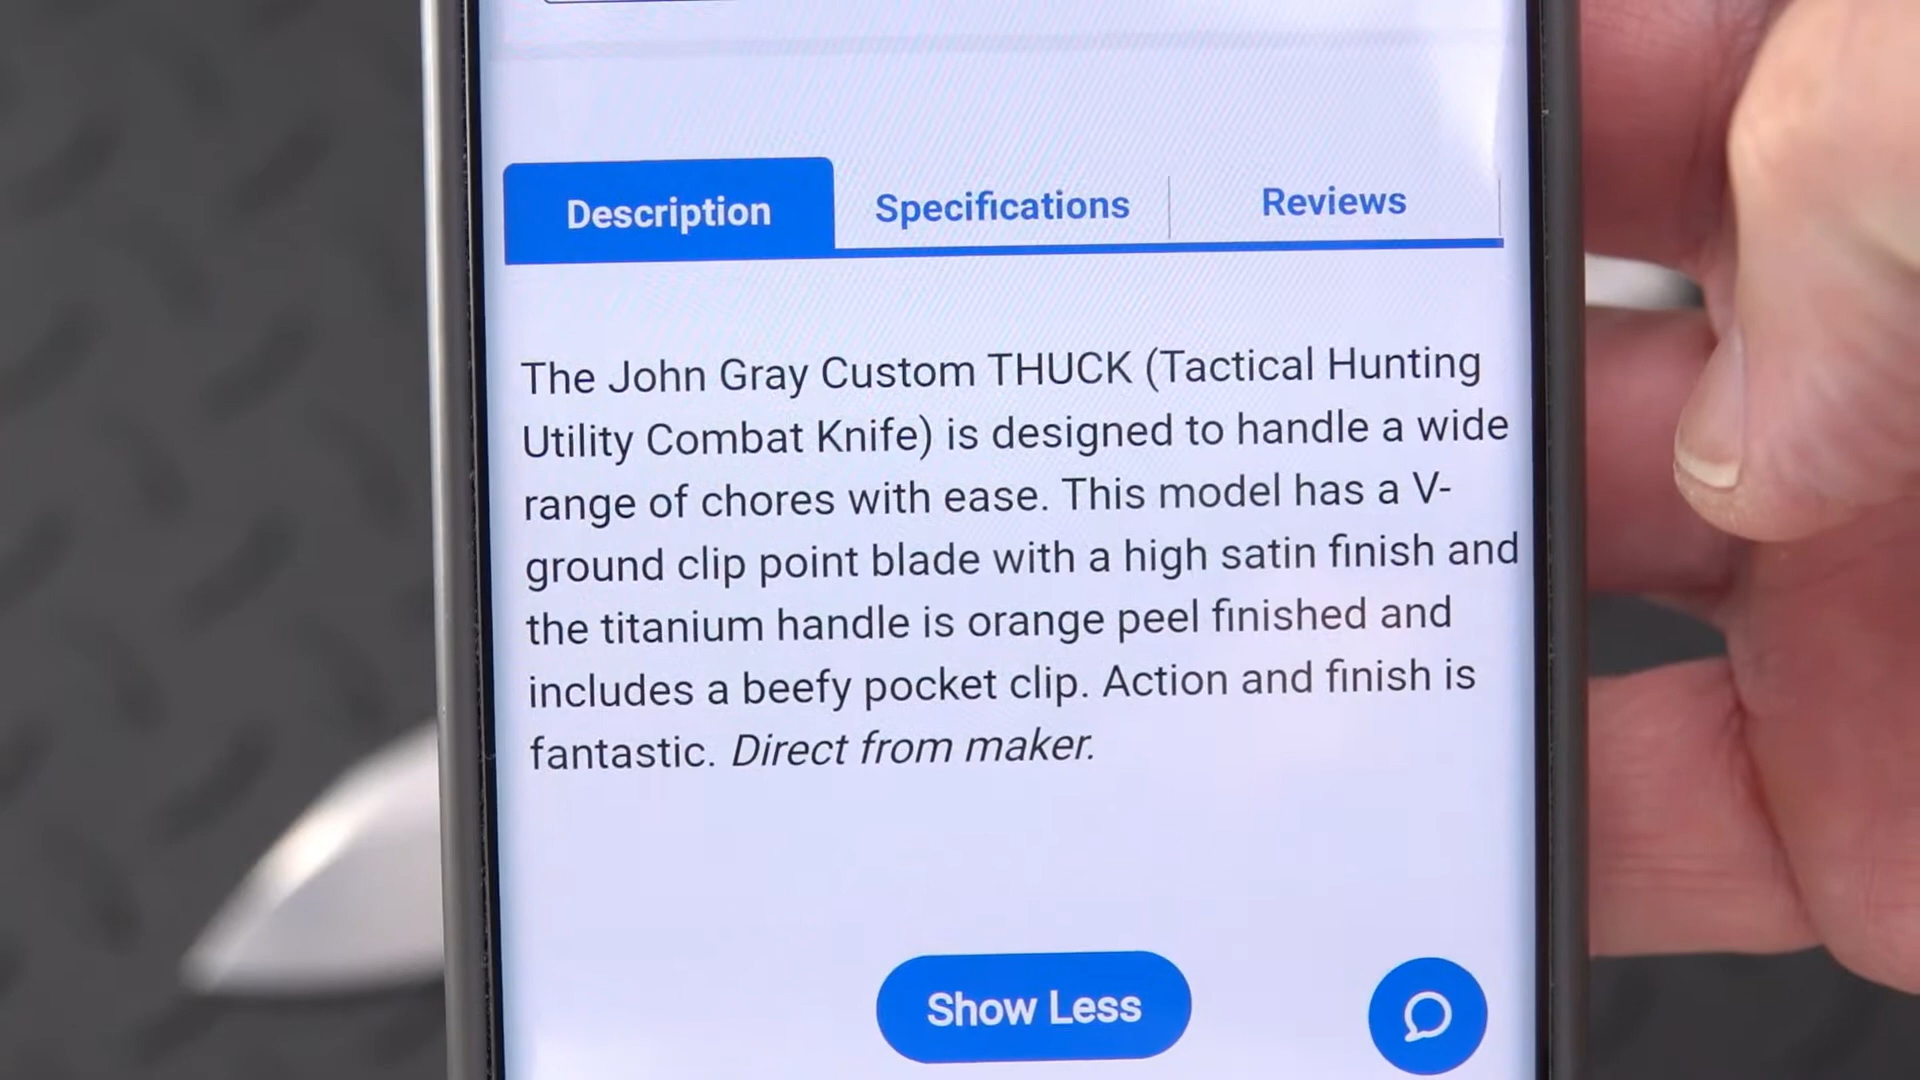 Description Specifications Reviews
The John Gray Custom THUCK (Tactical Hunting
Utility Combat Knife) is designed to handle a wide
range of chores with ease. This model has a V-
ground clip point blade with a high satin finish and
the titanium handle is orange peel finished and
includes a beefy pocket clip. Action and finish is
fantastic. Direct from maker.
Show Less